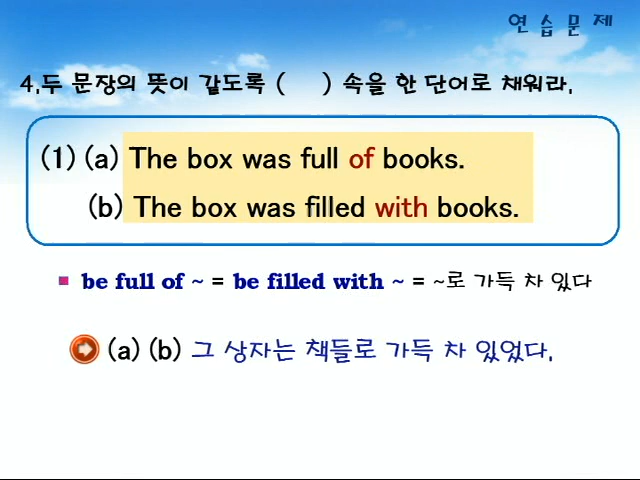 연 습 문 제
4.두 문장의 뜻이 같도록 (    ) 속을 한 단어로 채워라.
(1) (a) The box was full of books.
(b) The box was filled with books.
■ be full of ~ = be filled with ~ = ~로 가득 차 있다
(a) (b) 그 상자는 책들로 가득 차 있었다.